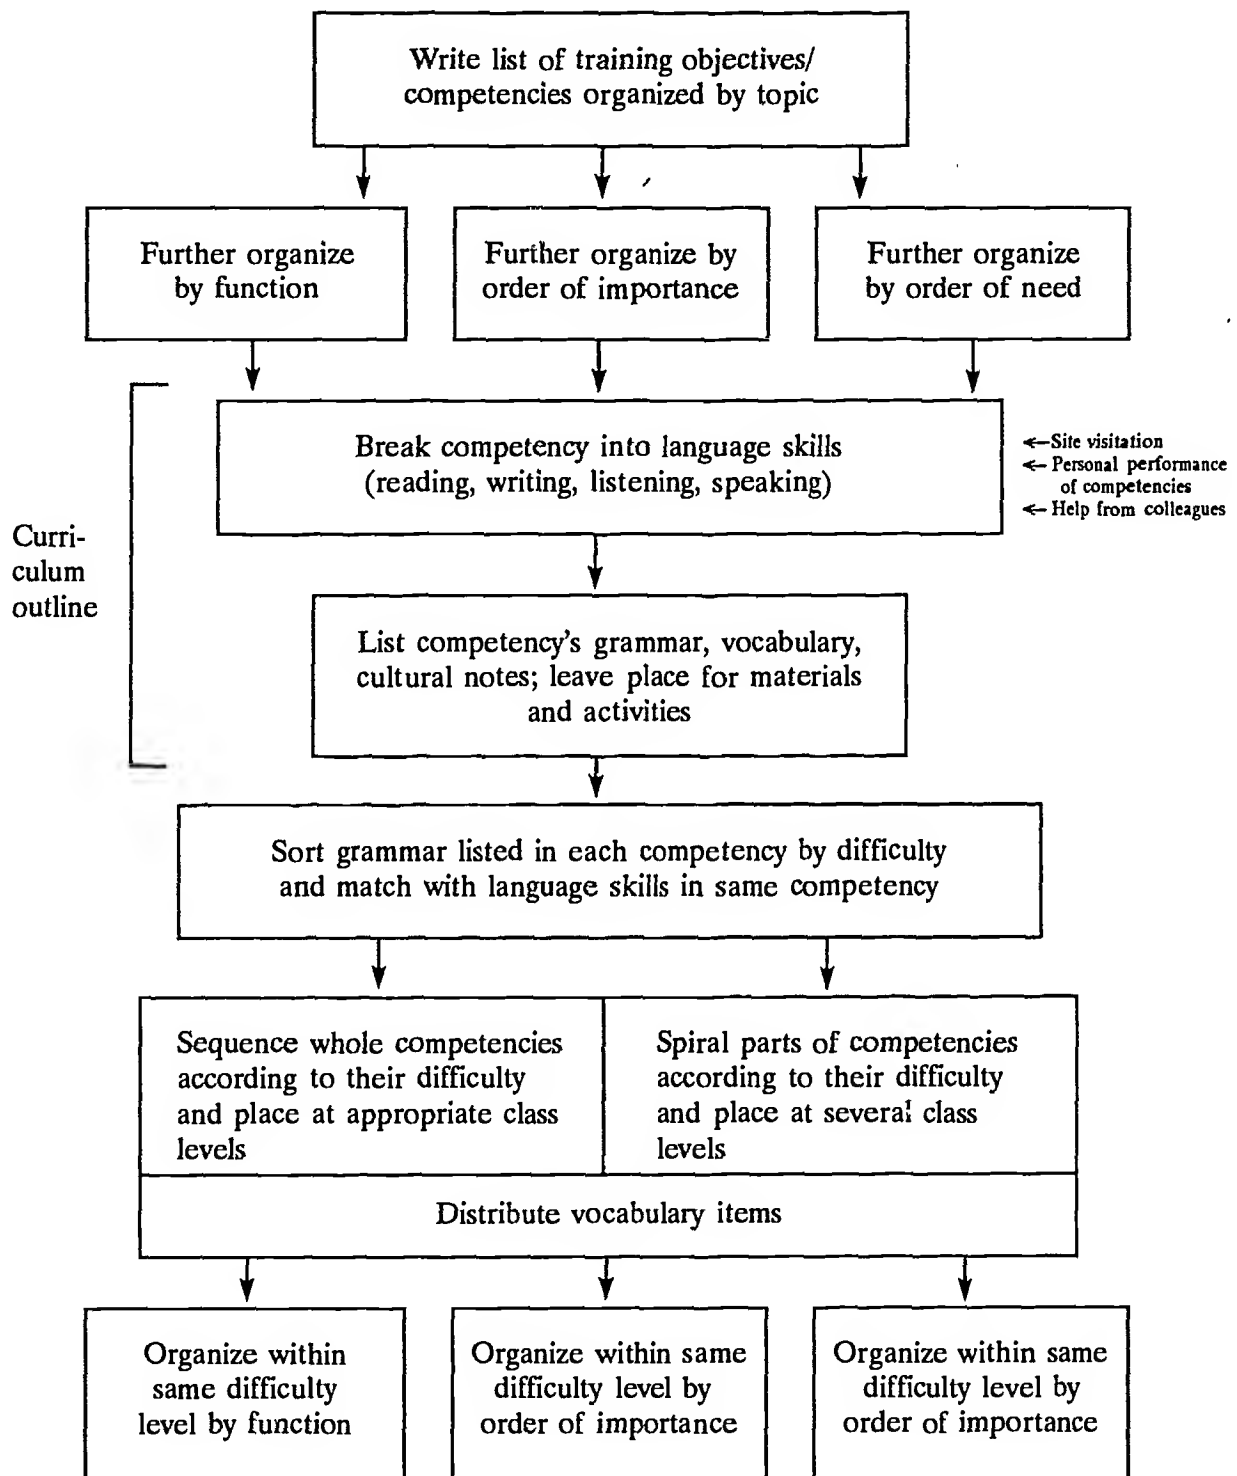 Write list of training objectives/
competencies organized by topic
Further organize
by function
Further organize by
order of importance
Further organize
by order of need
Break competency into language skills
(reading, writing, listening, speaking)
←Site visitation
← Personal performance
of competencies
← Help from colleagues
Curri-
culum
outline
List competency's grammar, vocabulary,
cultural notes; leave place for materials
and activities
Sort grammar listed in each competency by difficulty
and match with language skills in same competency
Sequence whole competencies
according to their difficulty
and place at appropriate class
levels
Spiral parts of competencies
according to their difficulty
and place at several class
levels
Distribute vocabulary items
Organize within
same difficulty
level by function
Organize within same
difficulty level by
order of importance
Organize within same
difficulty level by
order of importance